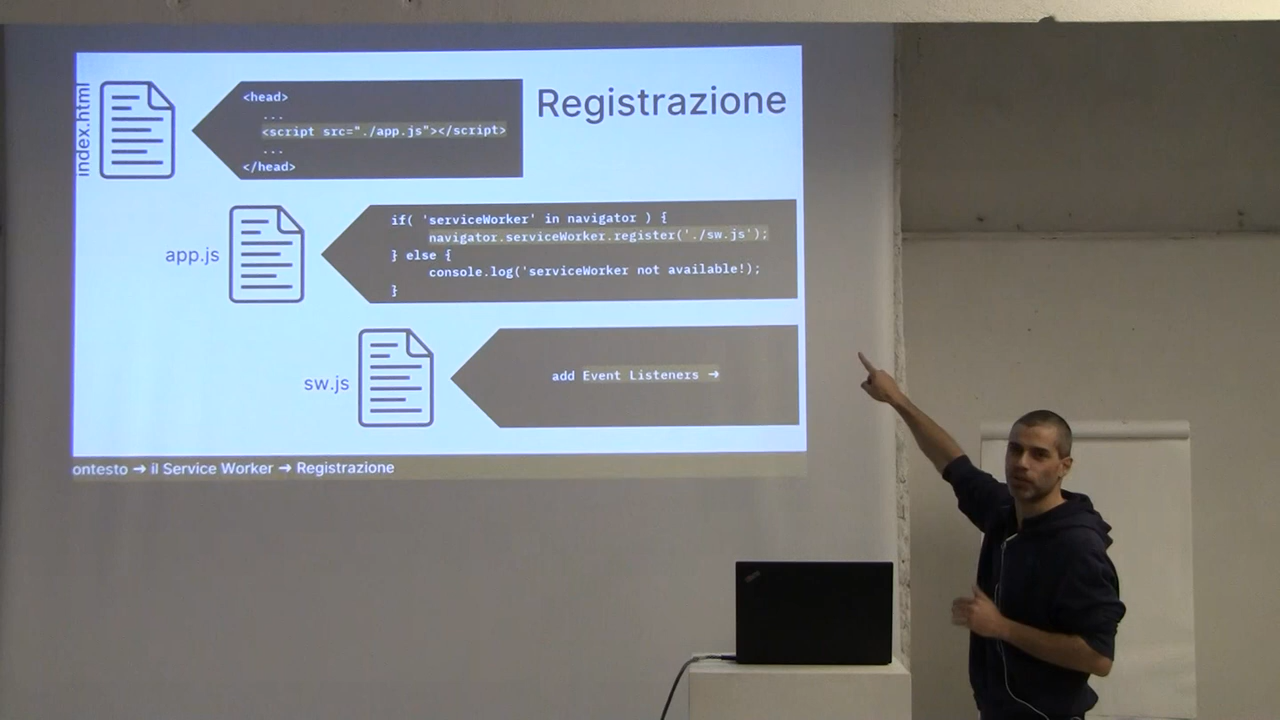 Registrazione
index.html
<head>
...
<script src="./app.js"></script>
...
</head>
app.js
if( 'serviceWorker' in navigator ) {
navigator.serviceWorker.register('./sw.js');
} else {
console.log('serviceWorker not available!);
}
sw.js
add Event Listeners ➔
ontesto ➔ il Service Worker ➔ Registrazione